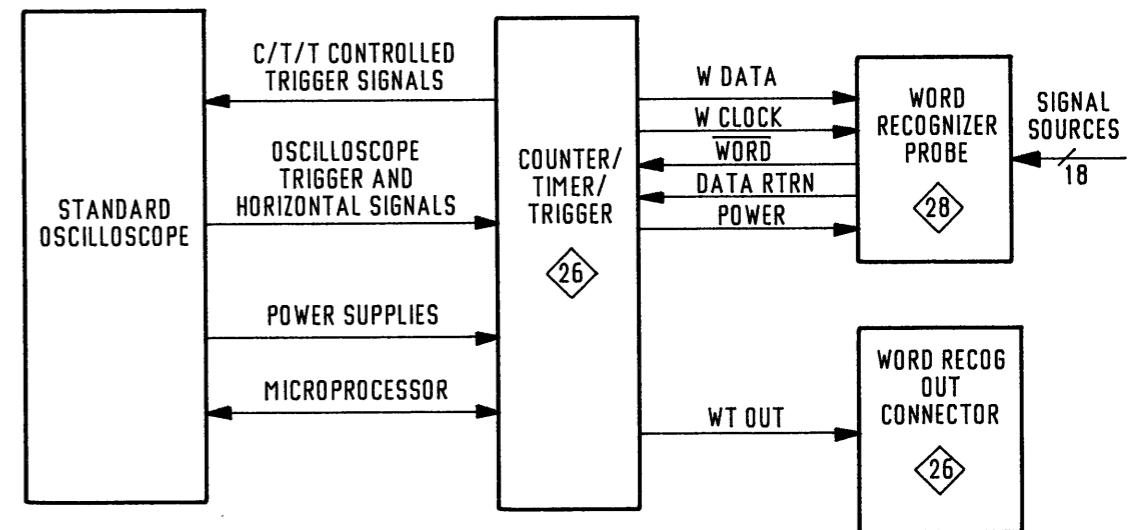 STANDARD
OSCILLOSCOPE
C/T/T CONTROLLED
TRIGGER SIGNALS
OSCILLOSCOPE
TRIGGER AND
HORIZONTAL SIGNALS
POWER SUPPLIES
MICROPROCESSOR
COUNTER/
TIMER/
TRIGGER
26
W DATA
W CLOCK
WORD
DATA RTRN
POWER
WT OUT
WORD
RECOGNIZER
PROBE
28
SIGNAL
SOURCES
18
WORD RECOG
OUT
CONNECTOR
26